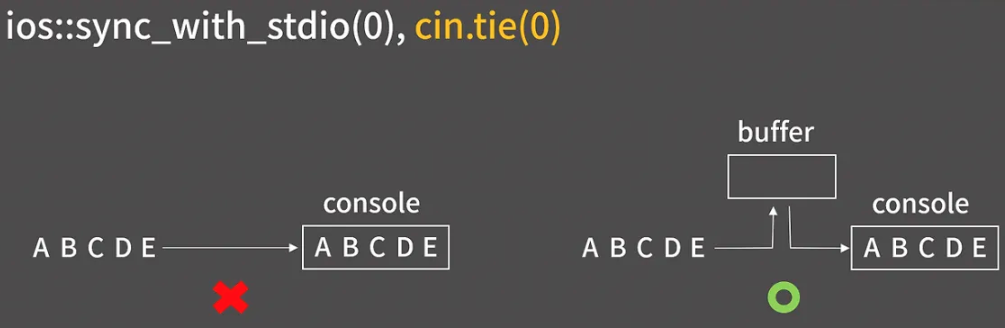 ios::sync_with_stdio(0), cin.tie(0)
buffer
console
A B C D E
A B C D E
console
A B C D E
A B C D E